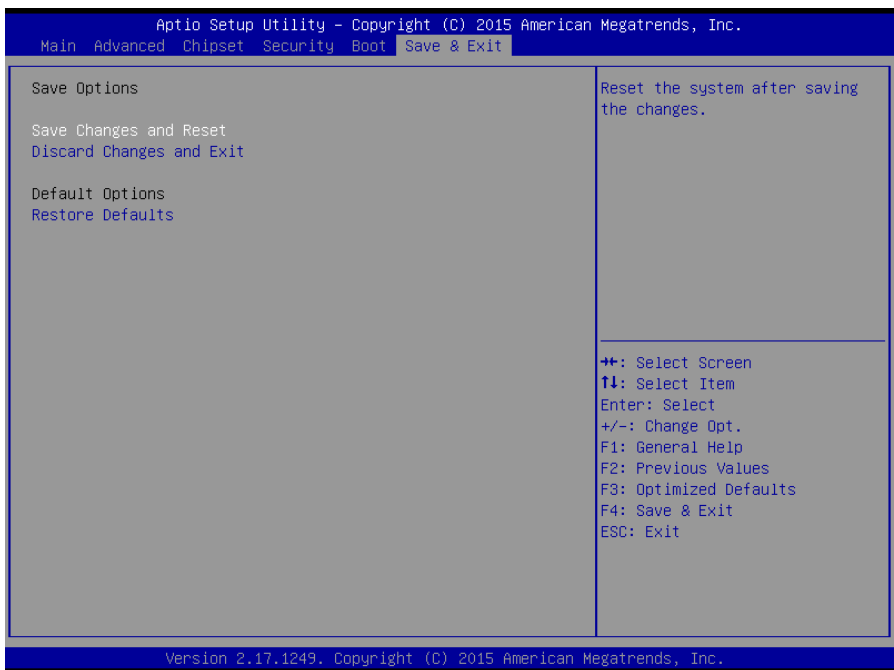 Aptio Setup Utility – Copyright (C) 2015 American Megatrends, Inc.
Main Advanced Chipset Security Boot Save & Exit
Save Options
Save Changes and Reset
Discard Changes and Exit
Default Options
Restore Defaults
Reset the system after saving
the changes.
→←: Select Screen
↑↓: Select Item
Enter: Select
+/-: Change Opt.
F1: General Help
F2: Previous Values
F3: Optimized Defaults
F4: Save & Exit
ESC: Exit
Version 2.17.1249. Copyright (C) 2015 American Megatrends, Inc.